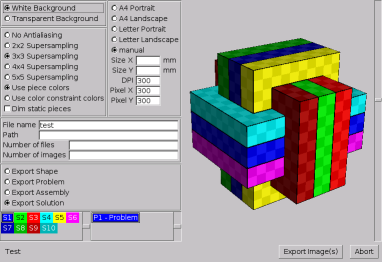 White Background
Transparent Background
No Antialiasing
2x2 Supersampling
3x3 Supersampling
4x4 Supersampling
5x5 Supersampling
Use piece colors
Use color constraint colors
Dim static pieces
A4 Portrait
A4 Landscape
Letter Portrait
Letter Landscape
manual
Size X mm
Size Y mm
DPI 300
Pixel X 300
Pixel Y 300
File name test
Path
Number of files
Number of images
Export Shape
Export Problem
Export Assembly
Export Solution
S1 S2 S3 S4 S5 S6
S7 S8 S9 S10
P1 - Problem
Test
Export Image(s)
Abort